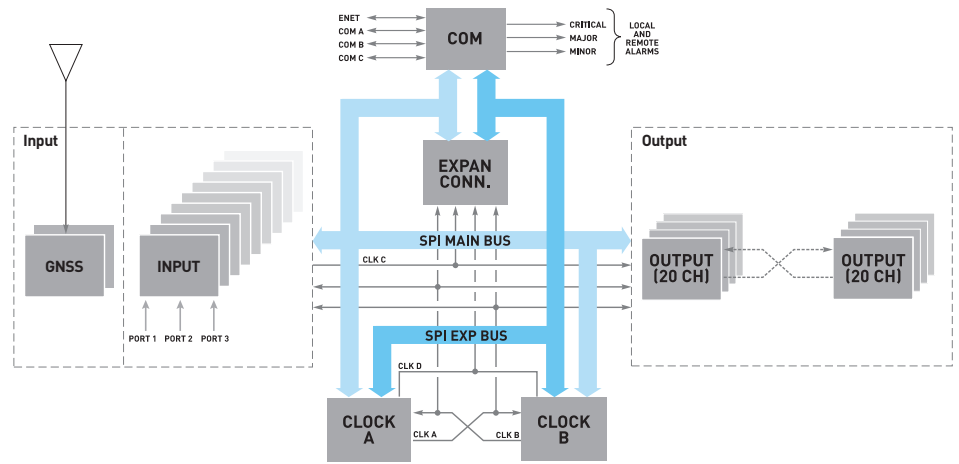 ENET
COM A
COM B
COM C
COM
CRITICAL
MAJOR
MINOR
LOCAL
AND
REMOTE
ALARMS
Input
Output
EXPAN
CONN.
GNSS
INPUT
SPI MAIN BUS
CLK C
OUTPUT
(20 CH)
OUTPUT
(20 CH)
PORT 1
PORT 2
PORT 3
SPI EXP BUS
CLK D
CLOCK
A
CLK A
CLK B
CLOCK
B